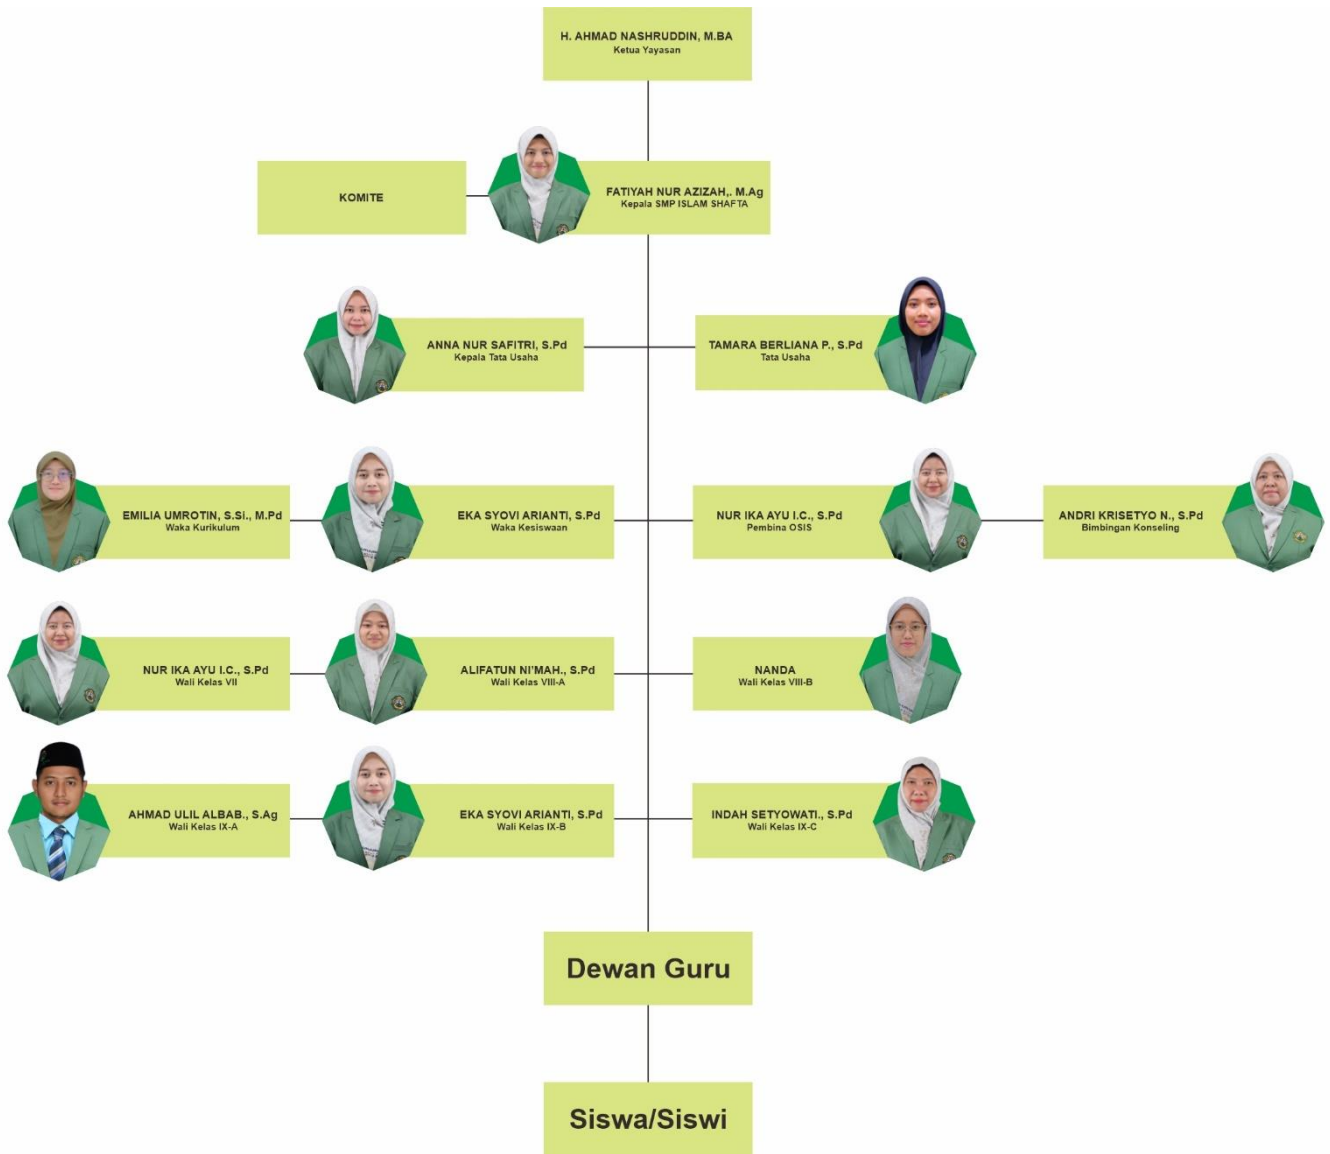 H. AHMAD NASHRUDDIN, M.BA
Ketua Yayasan
KOMITE
FATIYAH NUR AZIZAH,. M.Ag
Kepala SMP ISLAM SHAFTA
ANNA NUR SAFITRI, S.Pd
Kepala Tata Usaha
TAMARA BERLIANA P., S.Pd
Tata Usaha
EMILIA UMROTIN, S.Si., M.Pd
Waka Kurikulum
EKA SYOVI ARIANTI, S.Pd
Waka Kesiswaan
NUR IKA AYU I.C., S.Pd
Pembina OSIS
ANDRI KRISETYO N., S.Pd
Bimbingan Konseling
NUR IKA AYU I.C., S.Pd
Wali Kelas VII
ALIFATUN NI'MAH., S.Pd
Wali Kelas VIII-A
NANDA
Wali Kelas VIII-B
AHMAD ULIL ALBAB., S.Ag
Wali Kelas IX-A
EKA SYOVI ARIANTI, S.Pd
Wali Kelas IX-B
INDAH SETYOWATI., S.Pd
Wali Kelas IX-C
Dewan Guru
Siswa/Siswi